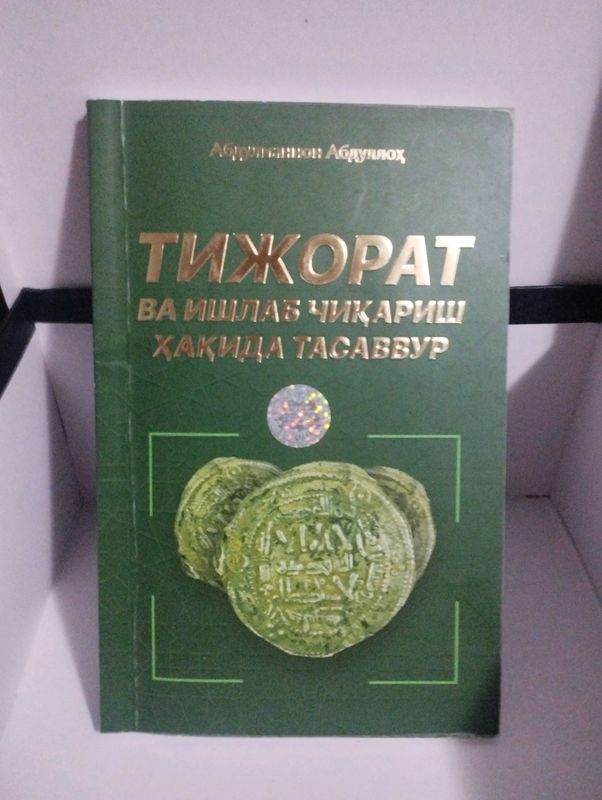 Абдулманнон Абдуллоҳ
ТИЖОРАТ
ВА ИШЛАБ ЧИҚАРИШ
ҲАҚИДА ТАСАВВУР